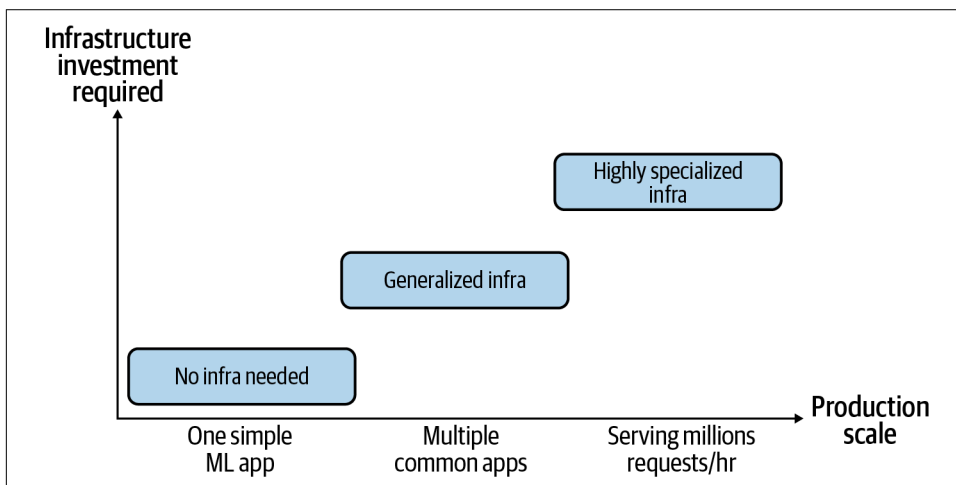 Infrastructure
investment
required
Highly specialized
infra
Generalized infra
No infra needed
Production
scale
One simple
ML app
Multiple
common apps
Serving millions
requests/hr